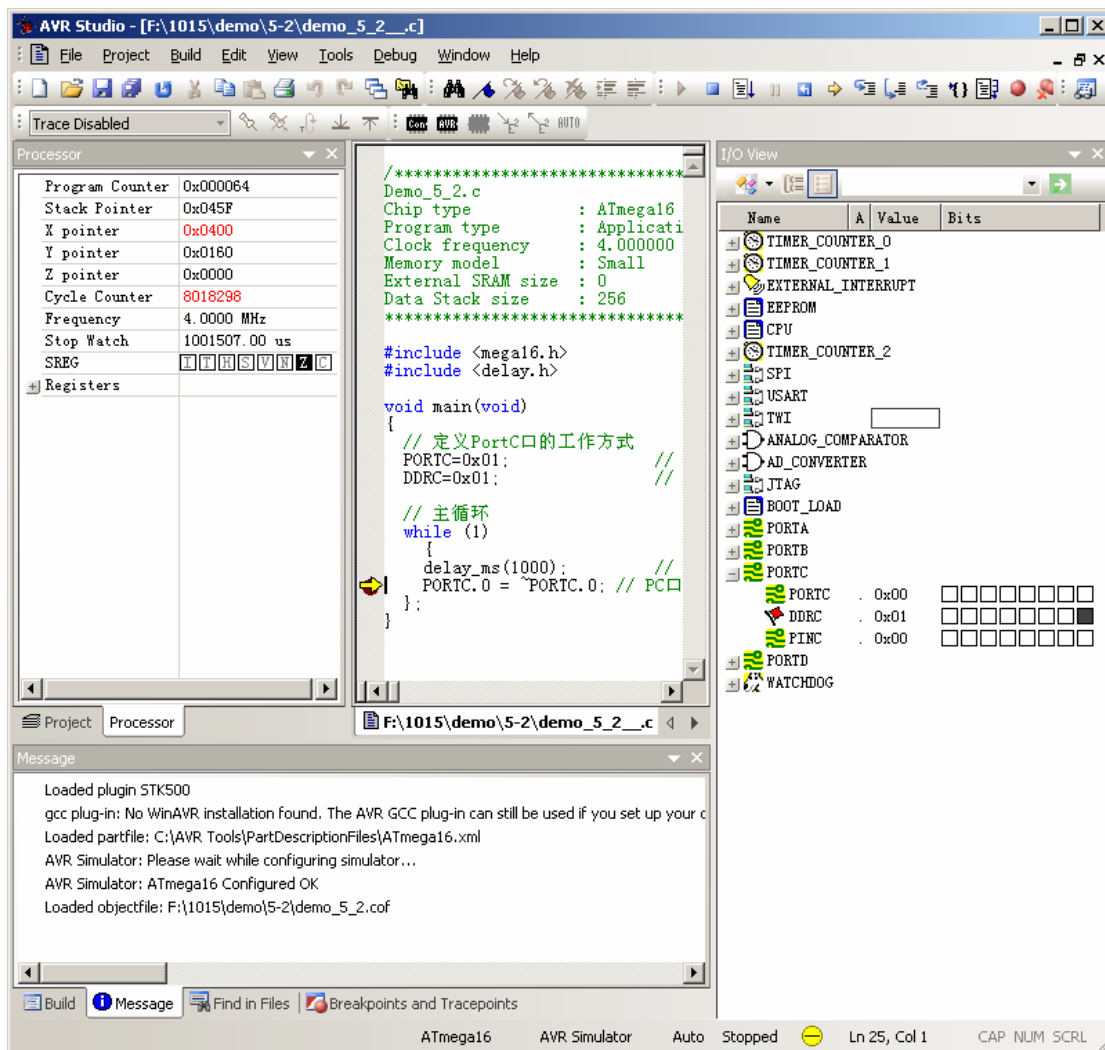 AVR Studio - [F:\1015\demo\5-2\demo_5_2__.c]
File Project Build Edit View Tools Debug Window Help
Trace Disabled
Con AVR AUTO
Processor
Program Counter 0x000064
Stack Pointer 0x045F
X pointer 0x0400
Y pointer 0x0160
Z pointer 0x0000
Cycle Counter 8018298
Frequency 4.0000 MHz
Stop Watch 1001507.00 us
SREG I T H S V N Z C
Registers
Project Processor
/*******************************
Demo_5_2.c
Chip type : ATmega16
Program type : Applicati
Clock frequency : 4.000000
Memory model : Small
External SRAM size : 0
Data Stack size : 256
********************************
#include <mega16.h>
#include <delay.h>
void main(void)
{
// 定义PortC口的工作方式
PORTC=0x01; //
DDRC=0x01; //
// 主循环
while (1)
{
delay_ms(1000); //
PORTC.0 = ~PORTC.0; // PC口
};
}
F:\1015\demo\5-2\demo_5_2__.c
I/O View
Name A Value Bits
TIMER_COUNTER_0
TIMER_COUNTER_1
EXTERNAL_INTERRUPT
EEPROM
CPU
TIMER_COUNTER_2
SPI
USART
TWI
ANALOG_COMPARATOR
AD_CONVERTER
JTAG
BOOT_LOAD
PORTA
PORTB
PORTC
PORTC . 0x00
DDRC . 0x01
PINC . 0x00
PORTD
WATCHDOG
Message
Loaded plugin STK500
gcc plug-in: No WinAVR installation found. The AVR GCC plug-in can still be used if you set up your
Loaded partfile: C:\AVR Tools\PartDescriptionFiles\ATmega16.xml
AVR Simulator: Please wait while configuring simulator...
AVR Simulator: ATmega16 Configured OK
Loaded objectfile: F:\1015\demo\5-2\demo_5_2.cof
Build Message Find in Files Breakpoints and Tracepoints
ATmega16 AVR Simulator Auto Stopped Ln 25, Col 1 CAP NUM SCRL